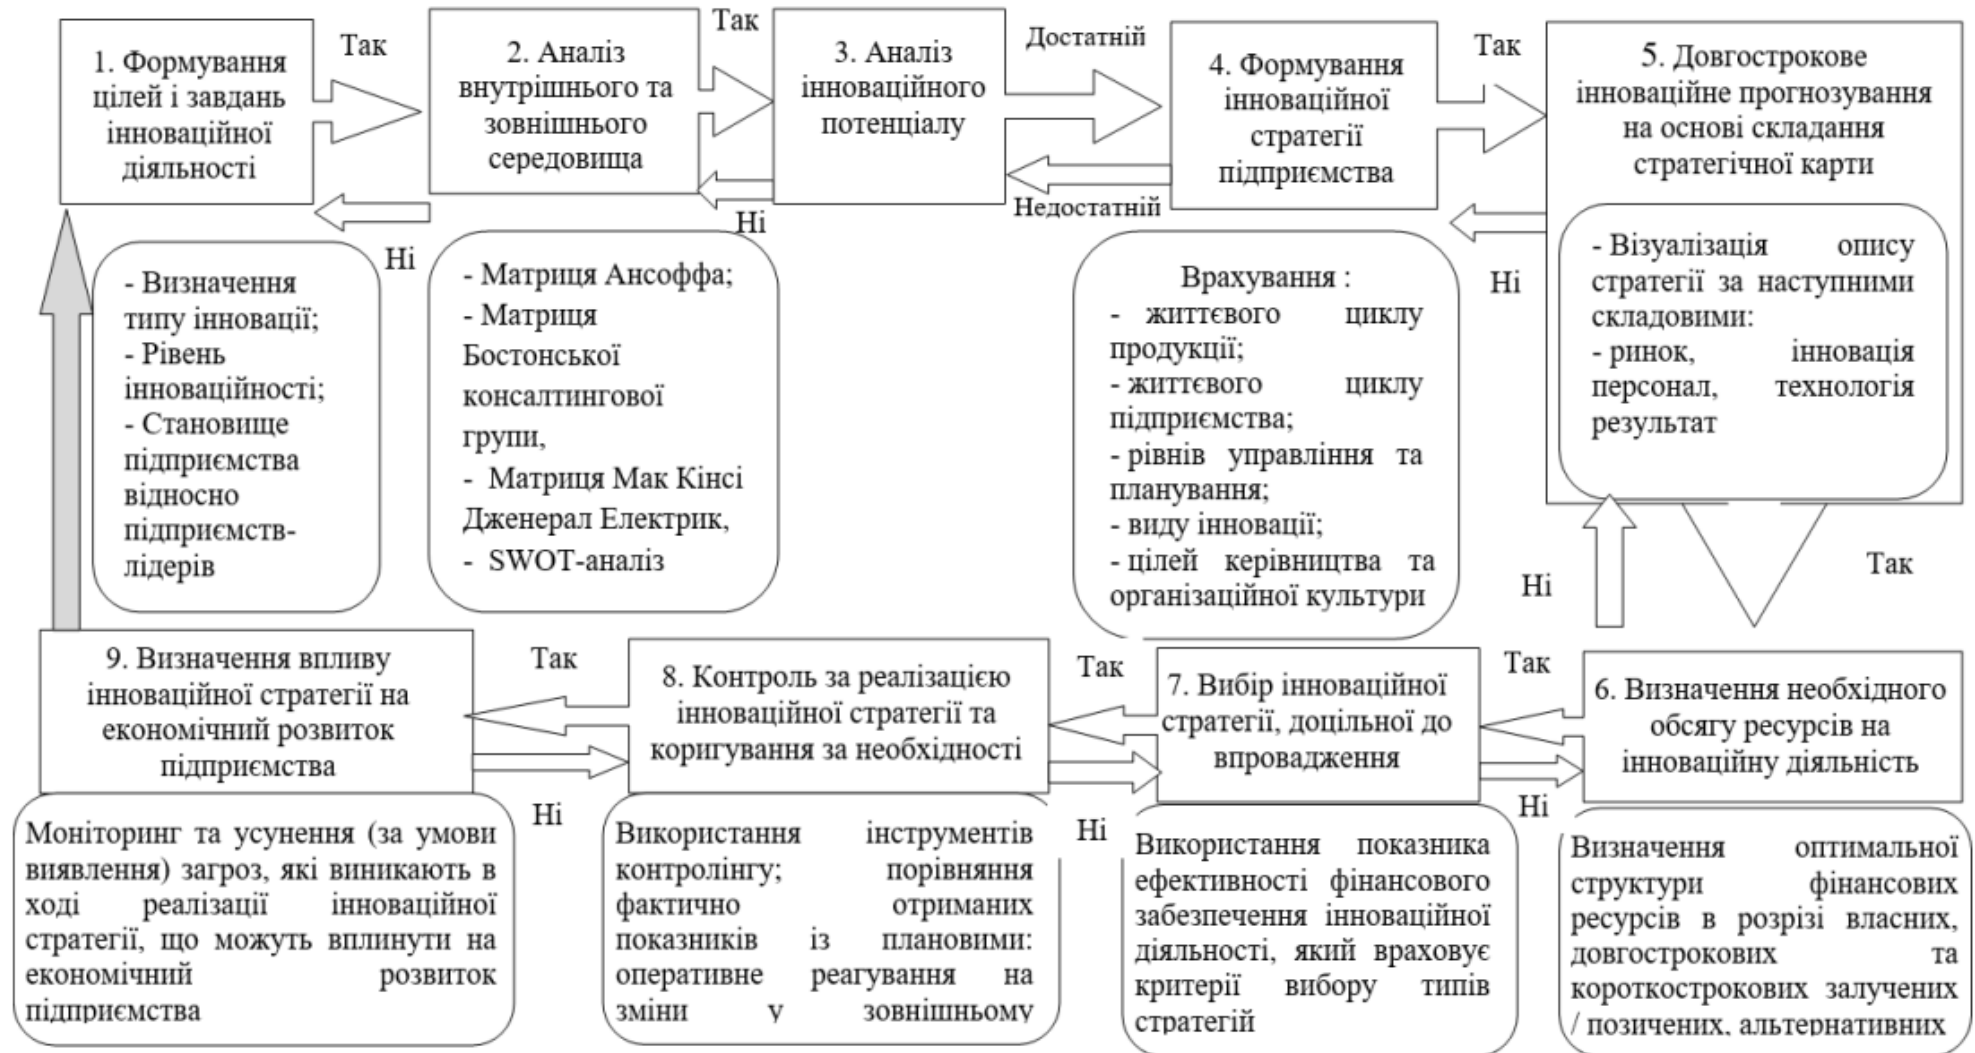 1. Формування
цілей і завдань
інноваційної
діяльності
Так
2. Аналіз
внутрішнього та
зовнішнього
середовища
Так
3. Аналіз
інноваційного
потенціалу
Достатній
4. Формування
інноваційної
стратегії
підприємства
Так
5. Довгострокове
інноваційне прогнозування
на основі складання
стратегічної карти
Ні
Ні
Недостатній
Ні
- Визначення
типу інновації;
- Рівень
інноваційності;
- Становище
підприємства
відносно
підприємств-
лідерів
- Матриця Ансоффа;
- Матриця
Бостонської
консалтингової
групи,
- Матриця Мак Кінсі
Дженерал Електрик,
- SWOT-аналіз
Врахування :
- життєвого циклу
продукції;
- життєвого циклу
підприємства;
- рівнів управління та
планування;
- виду інновації;
- цілей керівництва та
організаційної культури
- Візуалізація опису
стратегії за наступними
складовими:
- ринок, інновація
персонал, технологія
результат
Ні
Так
9. Визначення впливу
інноваційної стратегії на
економічний розвиток
підприємства
Так
8. Контроль за реалізацією
інноваційної стратегії та
коригування за необхідності
Так
7. Вибір інноваційної
стратегії, доцільної до
впровадження
Так
6. Визначення необхідного
обсягу ресурсів на
інноваційну діяльність
Ні
Ні
Ні
Моніторинг та усунення (за умови
виявлення) загроз, які виникають в
ході реалізації інноваційної
стратегії, що можуть вплинути на
економічний розвиток
підприємства
Використання інструментів
контролінгу; порівняння
фактично отриманих
показників із плановими:
оперативне реагування на
зміни у зовнішньому
Використання показника
ефективності фінансового
забезпечення інноваційної
діяльності, який враховує
критерії вибору типів
стратегій
Визначення оптимальної
структури фінансових
ресурсів в розрізі власних,
довгострокових та
короткострокових залучених
/ позичених, альтернативних